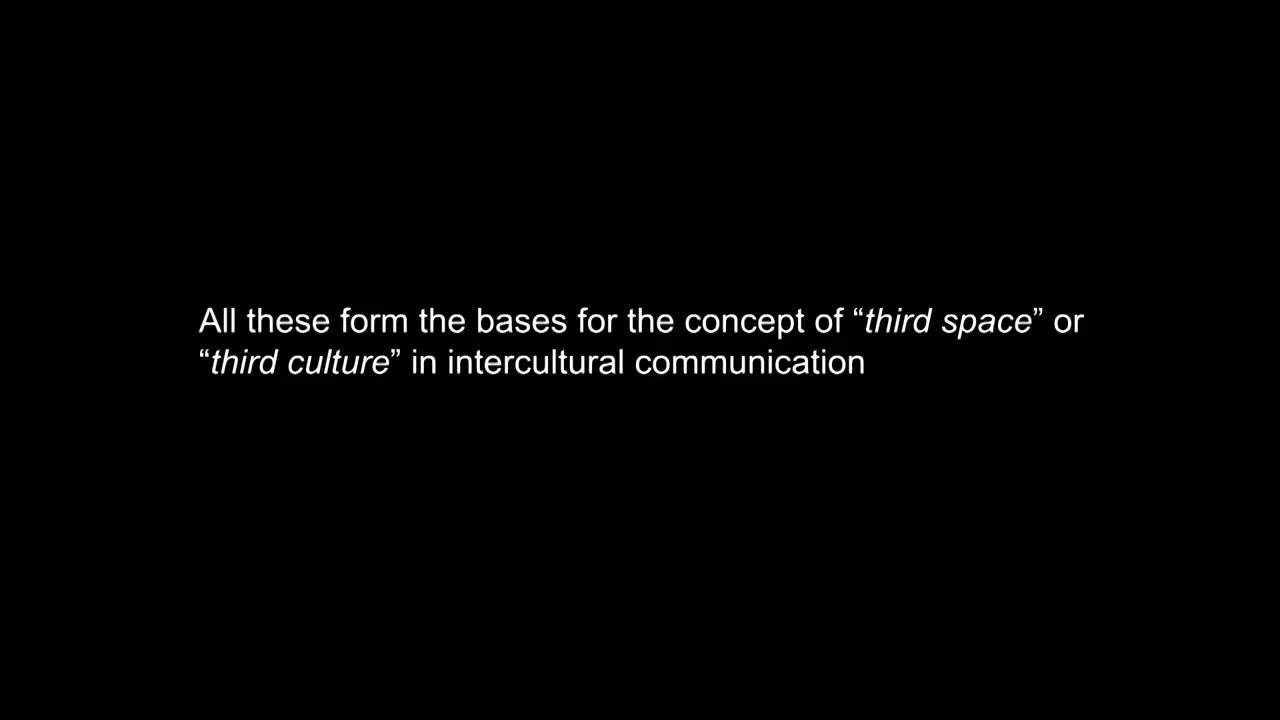 All these form the bases for the concept of “third space” or
“third culture” in intercultural communication